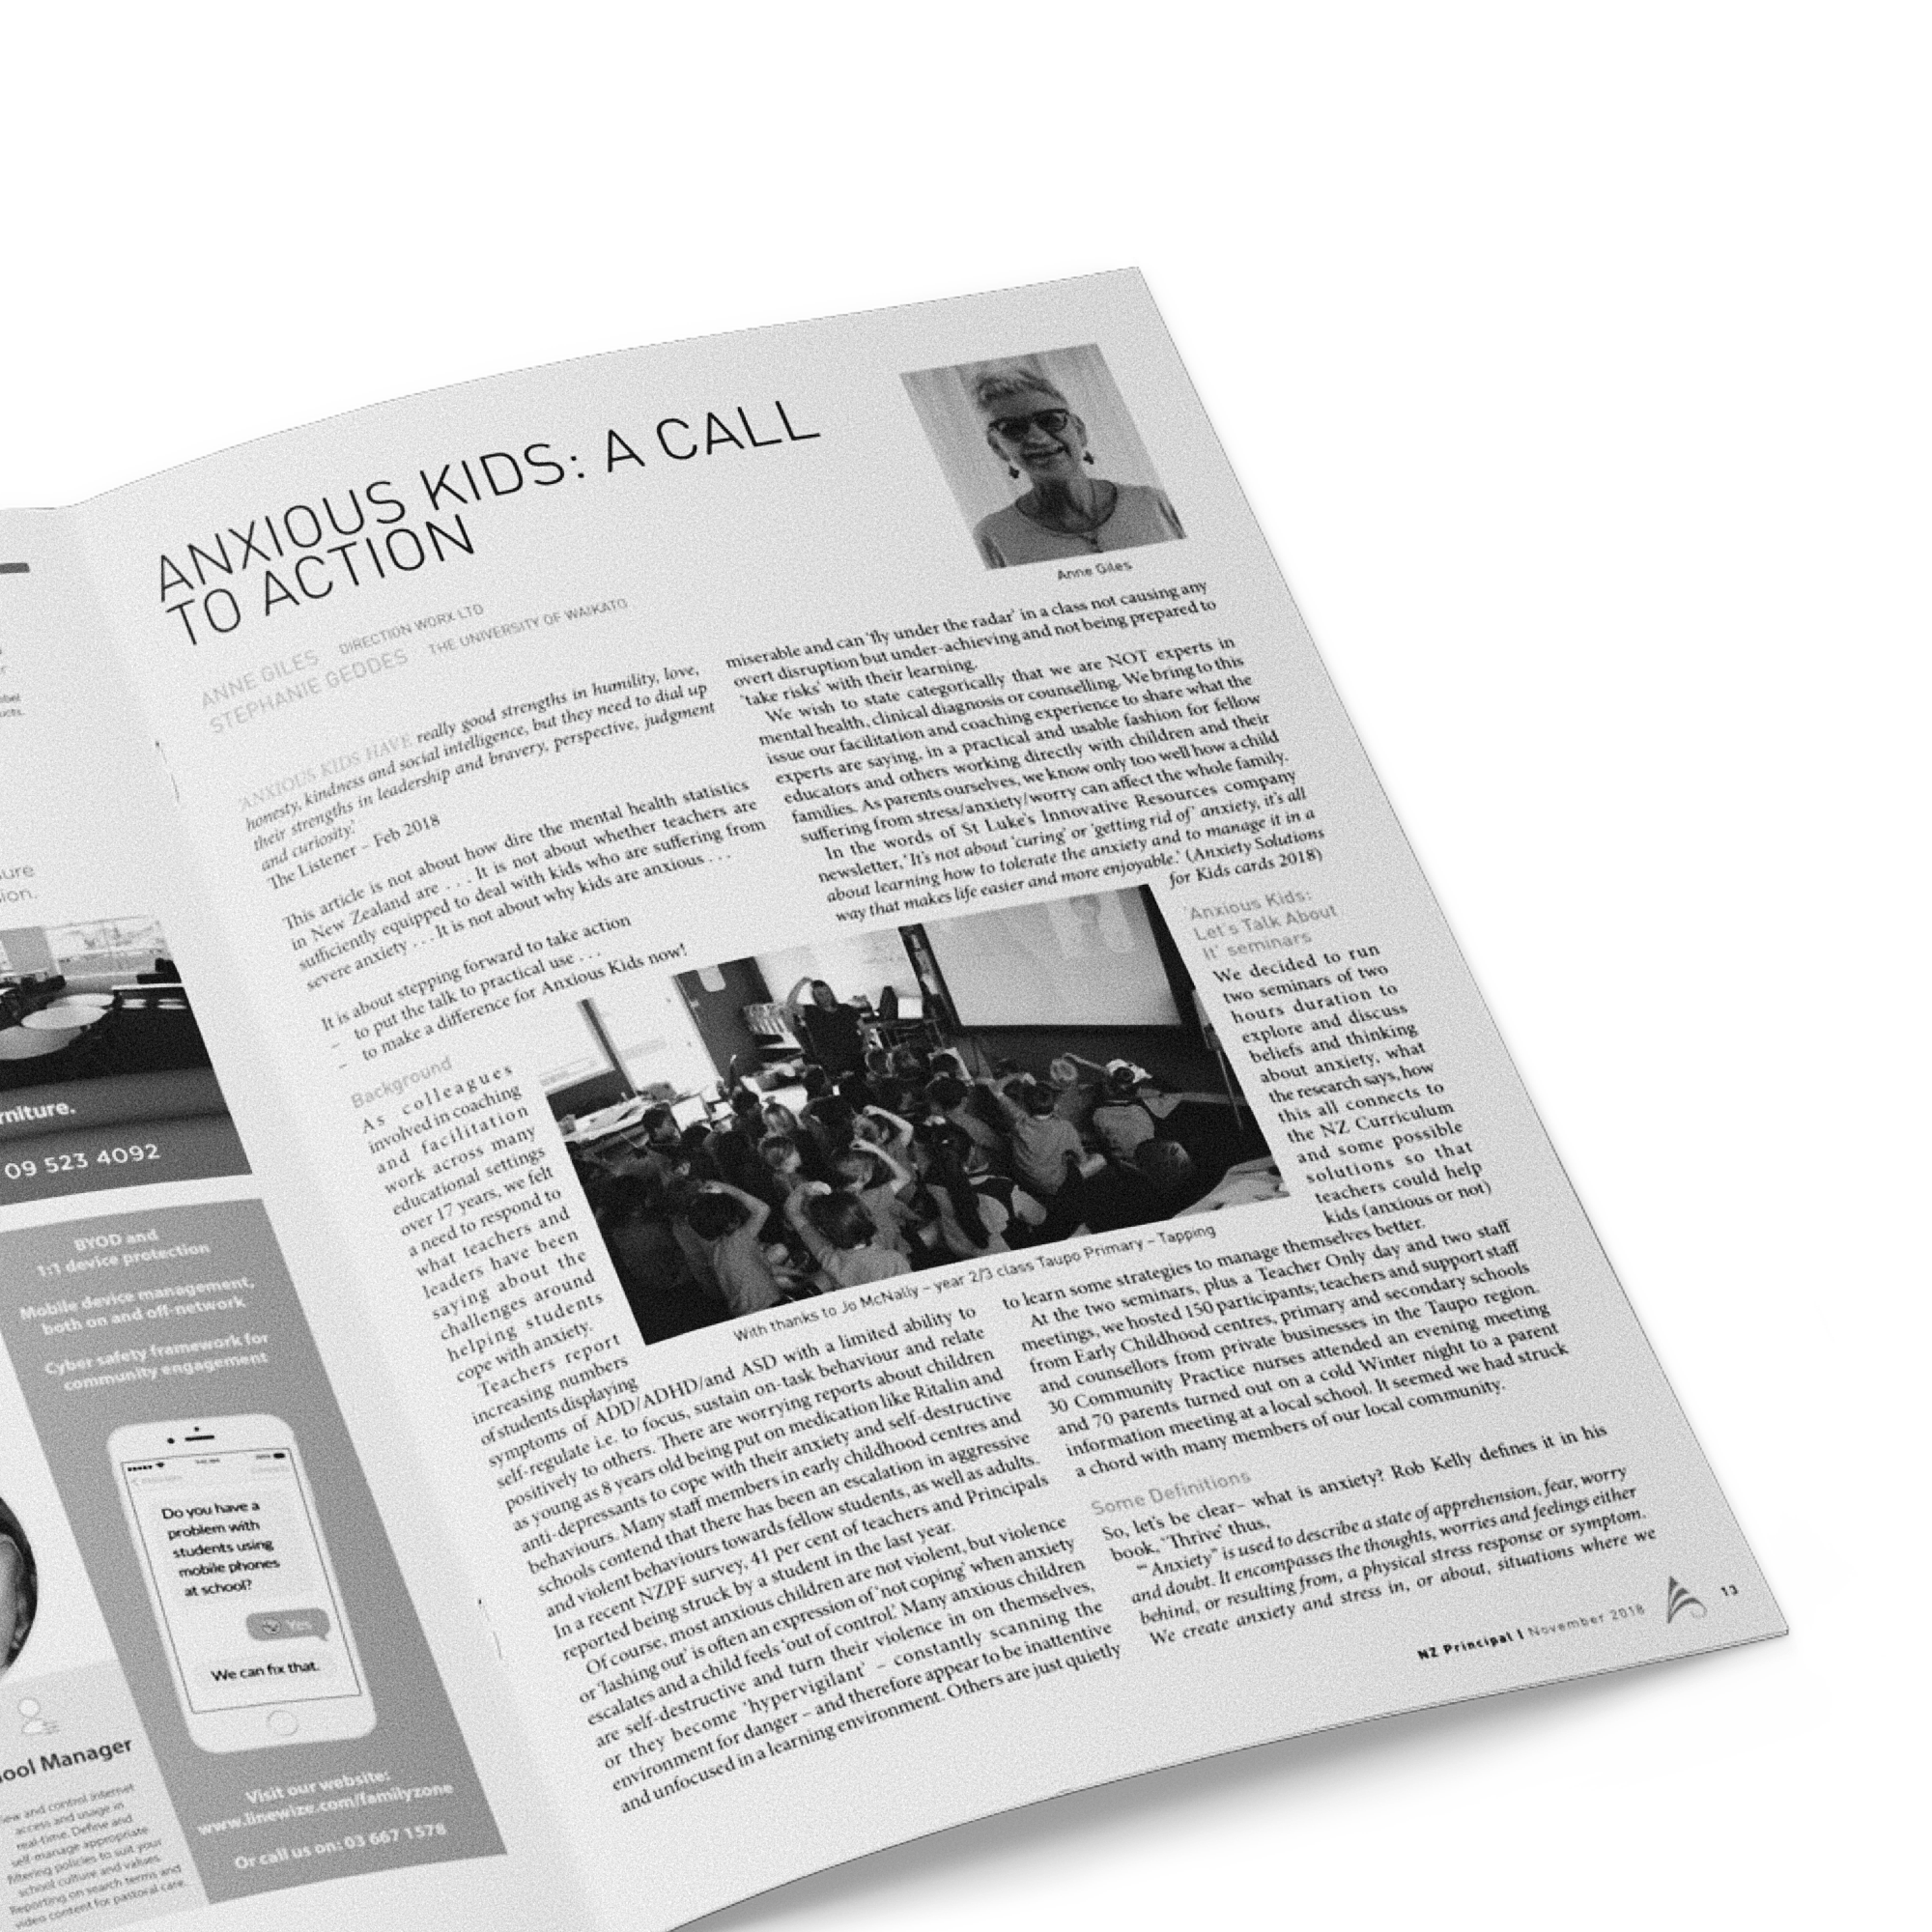 rniture.
09 523 4092
BYOD and
1:1 device protection
Mobile device management,
both on and off-network
Cyber safety framework for
community engagement
Do you have a
problem with
students using
mobile phones
at school?
Yes
We can fix that.
Visit our website:
www.linewize.com/familyzone
Or call us on: 03 667 1578
ool Manager
iew and control internet
access and usage in
real-time. Define and
self-manage appropriate
filtering policies to suit your
school culture and values.
Reporting on search terms and
video content for pastoral care.
ANXIOUS KIDS: A CALL
TO ACTION
ANNE GILES DIRECTION WORX LTD
STEPHANIE GEDDES THE UNIVERSITY OF WAIKATO
'ANXIOUS KIDS HAVE really good strengths in humility, love,
honesty, kindness and social intelligence, but they need to dial up
their strengths in leadership and bravery, perspective, judgment
and curiosity.'
The Listener – Feb 2018
This article is not about how dire the mental health statistics
in New Zealand are . . . It is not about whether teachers are
sufficiently equipped to deal with kids who are suffering from
severe anxiety . . . It is not about why kids are anxious . . .
It is about stepping forward to take action
– to put the talk to practical use . . .
– to make a difference for Anxious Kids now!
Background
As colleagues
involved in coaching
and facilitation
work across many
educational settings
over 17 years, we felt
a need to respond to
what teachers and
leaders have been
saying about the
challenges around
helping students
cope with anxiety.
Teachers report
increasing numbers
of students displaying
symptoms of ADD/ADHD/and ASD with a limited ability to
self-regulate i.e. to focus, sustain on-task behaviour and relate
positively to others. There are worrying reports about children
as young as 8 years old being put on medication like Ritalin and
anti-depressants to cope with their anxiety and self-destructive
behaviours. Many staff members in early childhood centres and
schools contend that there has been an escalation in aggressive
and violent behaviours towards fellow students, as well as adults.
In a recent NZPF survey, 41 per cent of teachers and Principals
reported being struck by a student in the last year.
Of course, most anxious children are not violent, but violence
or 'lashing out' is often an expression of 'not coping' when anxiety
escalates and a child feels 'out of control.' Many anxious children
are self-destructive and turn their violence in on themselves,
or they become 'hypervigilant' – constantly scanning the
environment for danger – and therefore appear to be inattentive
and unfocused in a learning environment. Others are just quietly
Anne Giles
miserable and can 'fly under the radar' in a class not causing any
overt disruption but under-achieving and not being prepared to
'take risks' with their learning.
We wish to state categorically that we are NOT experts in
mental health, clinical diagnosis or counselling. We bring to this
issue our facilitation and coaching experience to share what the
experts are saying, in a practical and usable fashion for fellow
educators and others working directly with children and their
families. As parents ourselves, we know only too well how a child
suffering from stress/anxiety/worry can affect the whole family.
In the words of St Luke's Innovative Resources company
newsletter, 'It's not about 'curing' or 'getting rid of' anxiety, it's all
about learning how to tolerate the anxiety and to manage it in a
way that makes life easier and more enjoyable.' (Anxiety Solutions
for Kids cards 2018)
With thanks to Jo McNally – year 2/3 class Taupo Primary – Tapping
'Anxious Kids:
Let's Talk About
It' seminars
We decided to run
two seminars of two
hours duration to
explore and discuss
beliefs and thinking
about anxiety, what
the research says, how
this all connects to
the NZ Curriculum
and some possible
solutions so that
teachers could help
kids (anxious or not)
to learn some strategies to manage themselves better.
At the two seminars, plus a Teacher Only day and two staff
meetings, we hosted 150 participants; teachers and support staff
from Early Childhood centres, primary and secondary schools
and counsellors from private businesses in the Taupo region.
30 Community Practice nurses attended an evening meeting
and 70 parents turned out on a cold Winter night to a parent
information meeting at a local school. It seemed we had struck
a chord with many members of our local community.
Some Definitions
So, let's be clear– what is anxiety? Rob Kelly defines it in his
book, 'Thrive' thus,
'"Anxiety" is used to describe a state of apprehension, fear, worry
and doubt. It encompasses the thoughts, worries and feelings either
behind, or resulting from, a physical stress response or symptom.
We create anxiety and stress in, or about, situations where we
NZ Principal | November 2018 13